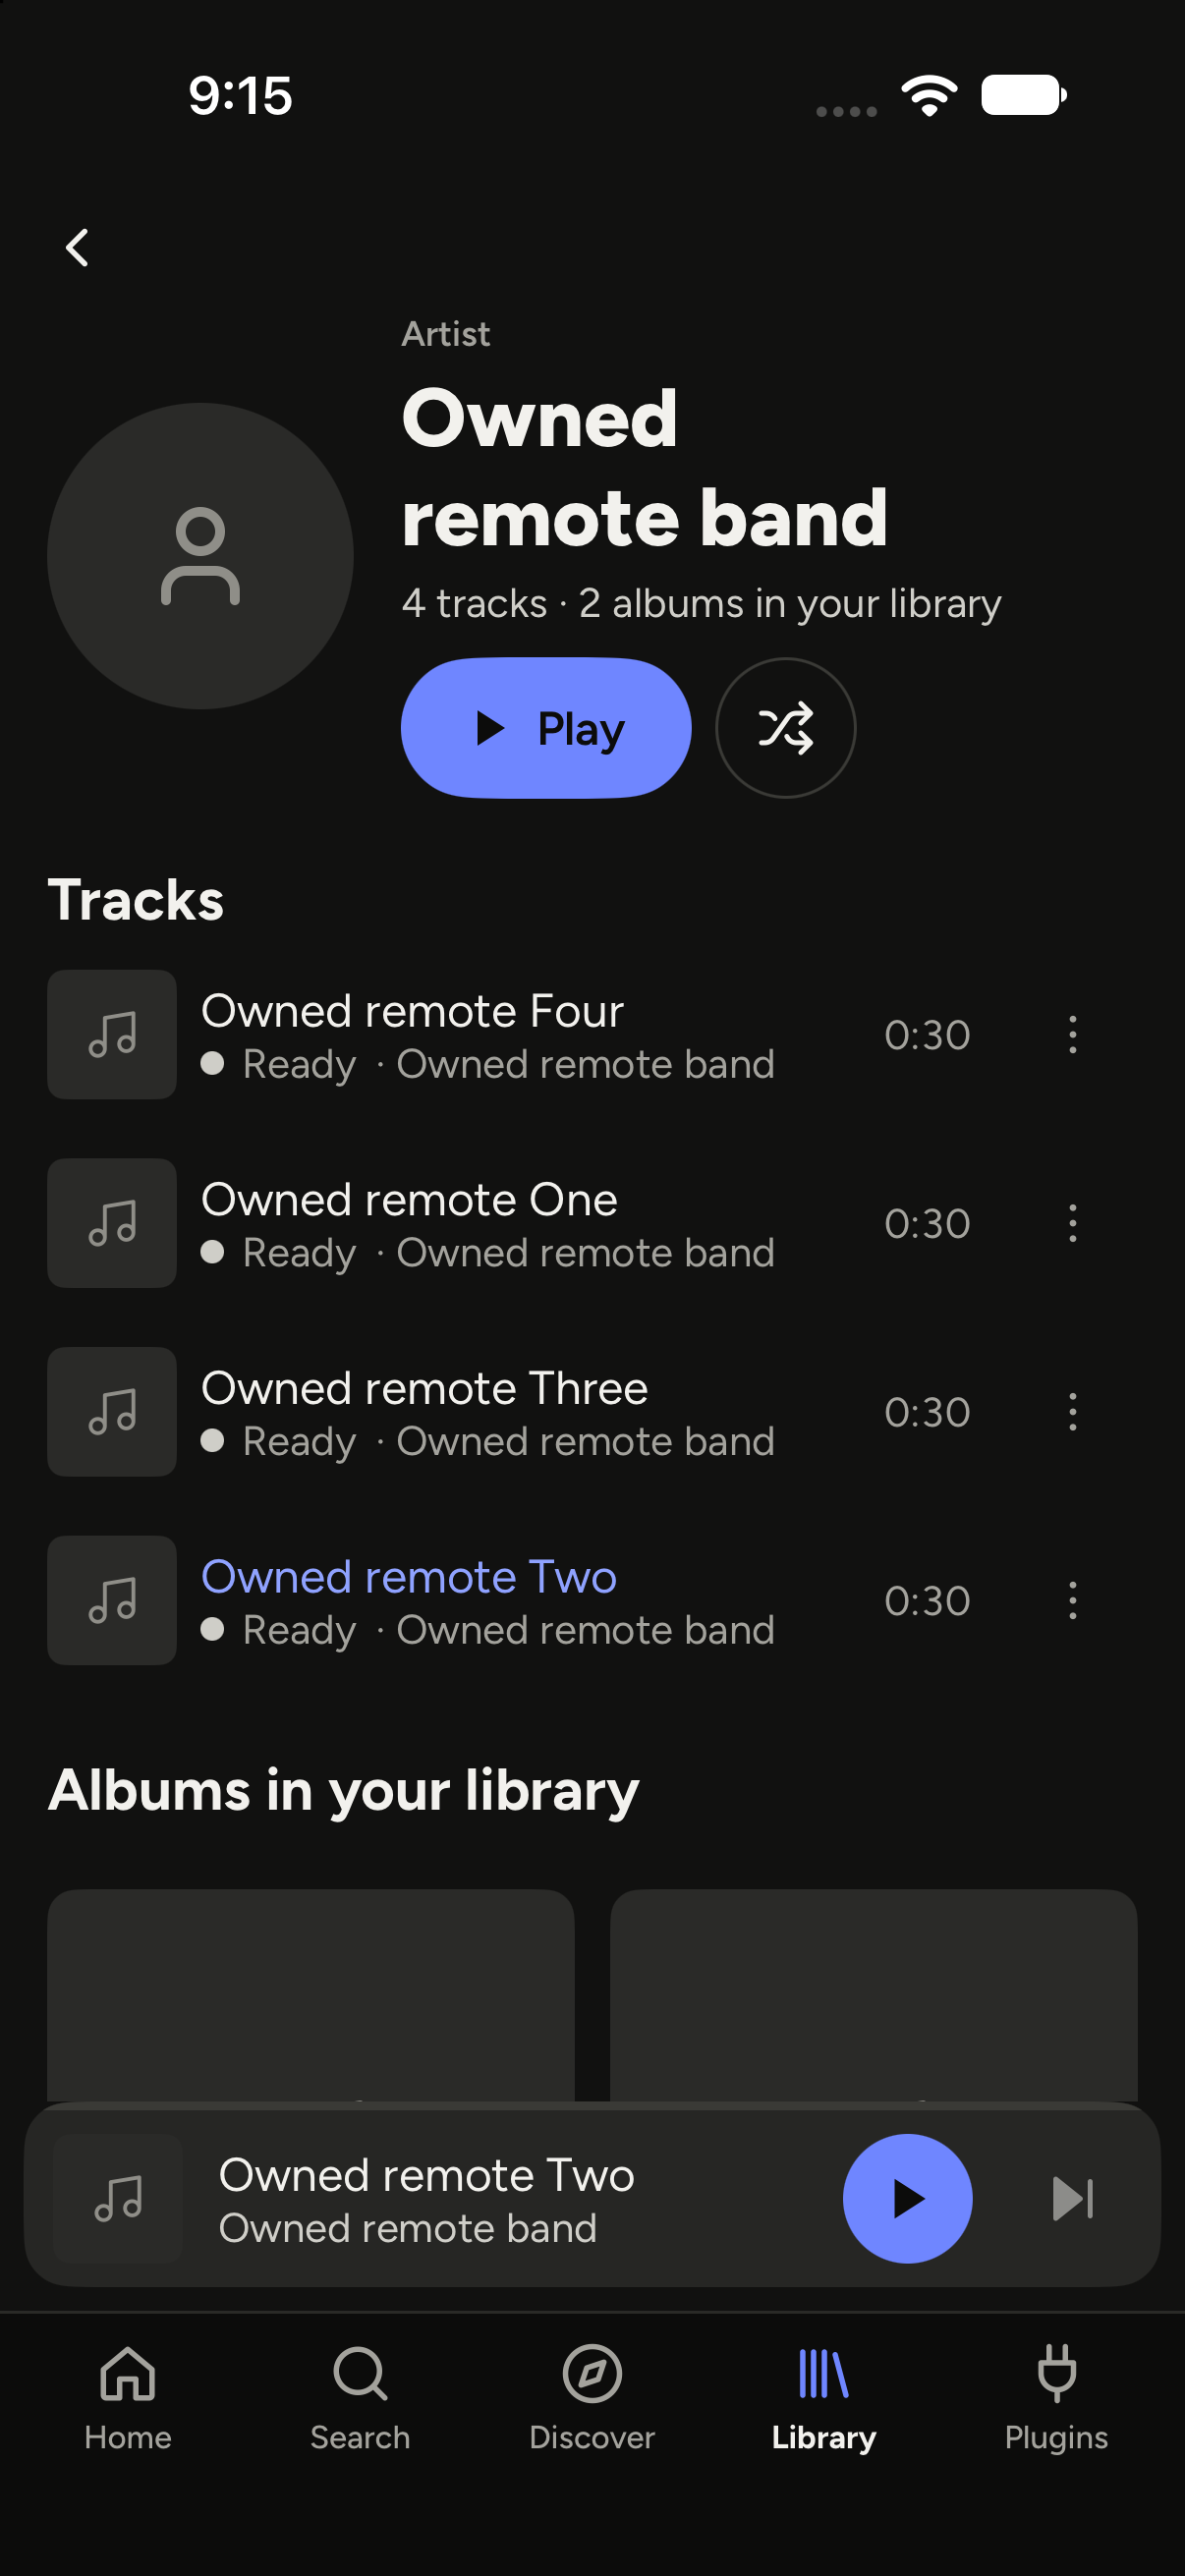 9:15
Artist
Owned
remote band
4 tracks · 2 albums in your library
Play
Tracks
Owned remote Four
Ready · Owned remote band
0:30
Owned remote One
Ready · Owned remote band
0:30
Owned remote Three
Ready · Owned remote band
0:30
Owned remote Two
Ready · Owned remote band
0:30
Albums in your library
Owned remote Two
Owned remote band
Home
Search
Discover
Library
Plugins